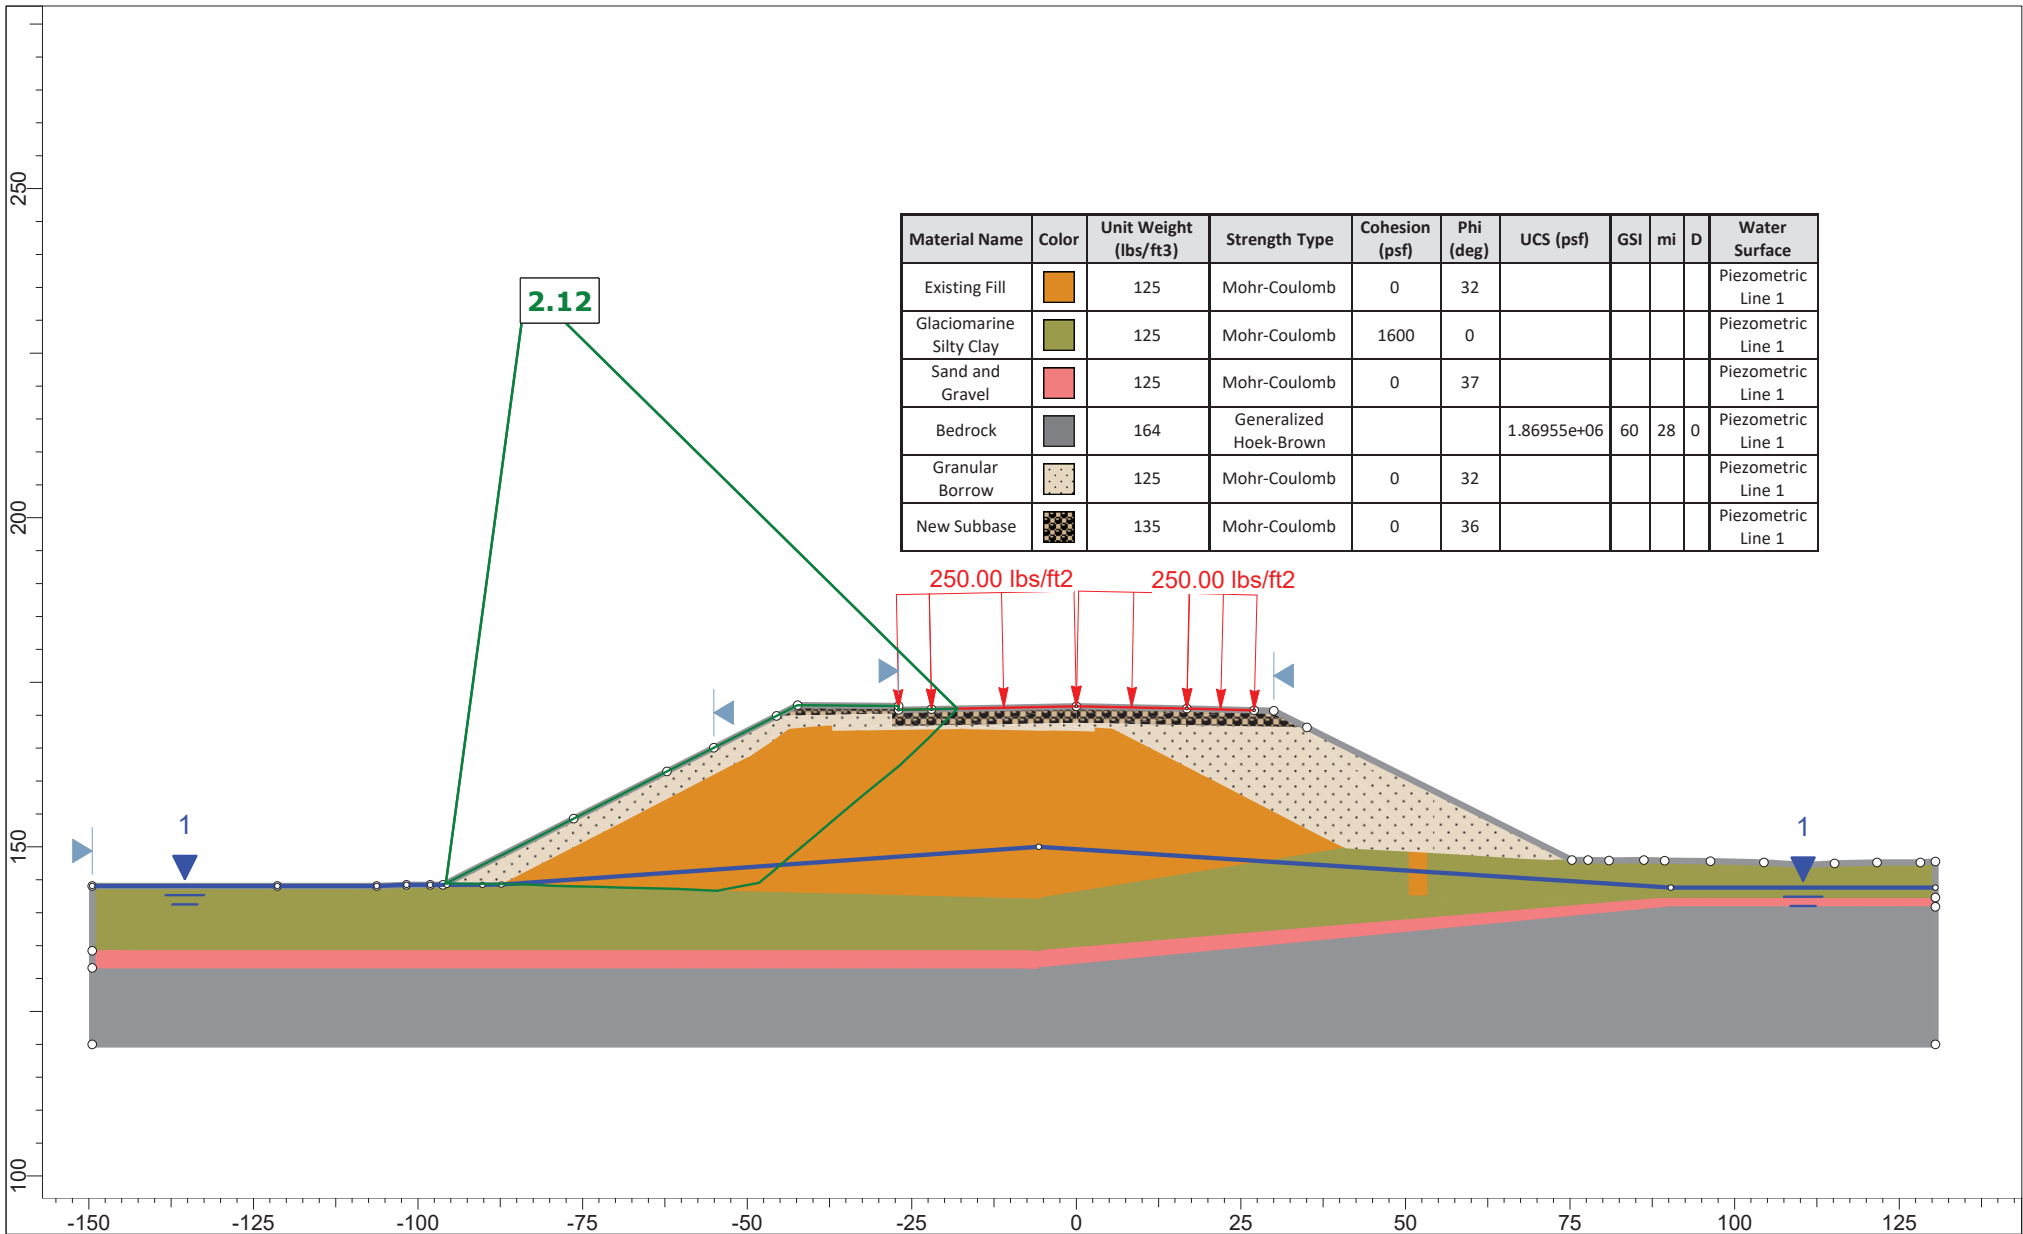 250
200
150
100
2.12
Material Name Color Unit Weight (lbs/ft3) Strength Type Cohesion (psf) Phi (deg) UCS (psf) GSI mi D Water Surface
Existing Fill 125 Mohr-Coulomb 0 32 Piezometric Line 1
Glaciomarine Silty Clay 125 Mohr-Coulomb 1600 0 Piezometric Line 1
Sand and Gravel 125 Mohr-Coulomb 0 37 Piezometric Line 1
Bedrock 164 Generalized Hoek-Brown 1.86955e+06 60 28 0 Piezometric Line 1
Granular Borrow 125 Mohr-Coulomb 0 32 Piezometric Line 1
New Subbase 135 Mohr-Coulomb 0 36 Piezometric Line 1
250.00 lbs/ft2 250.00 lbs/ft2
1 1
-150 -125 -100 -75 -50 -25 0 25 50 75 100 125